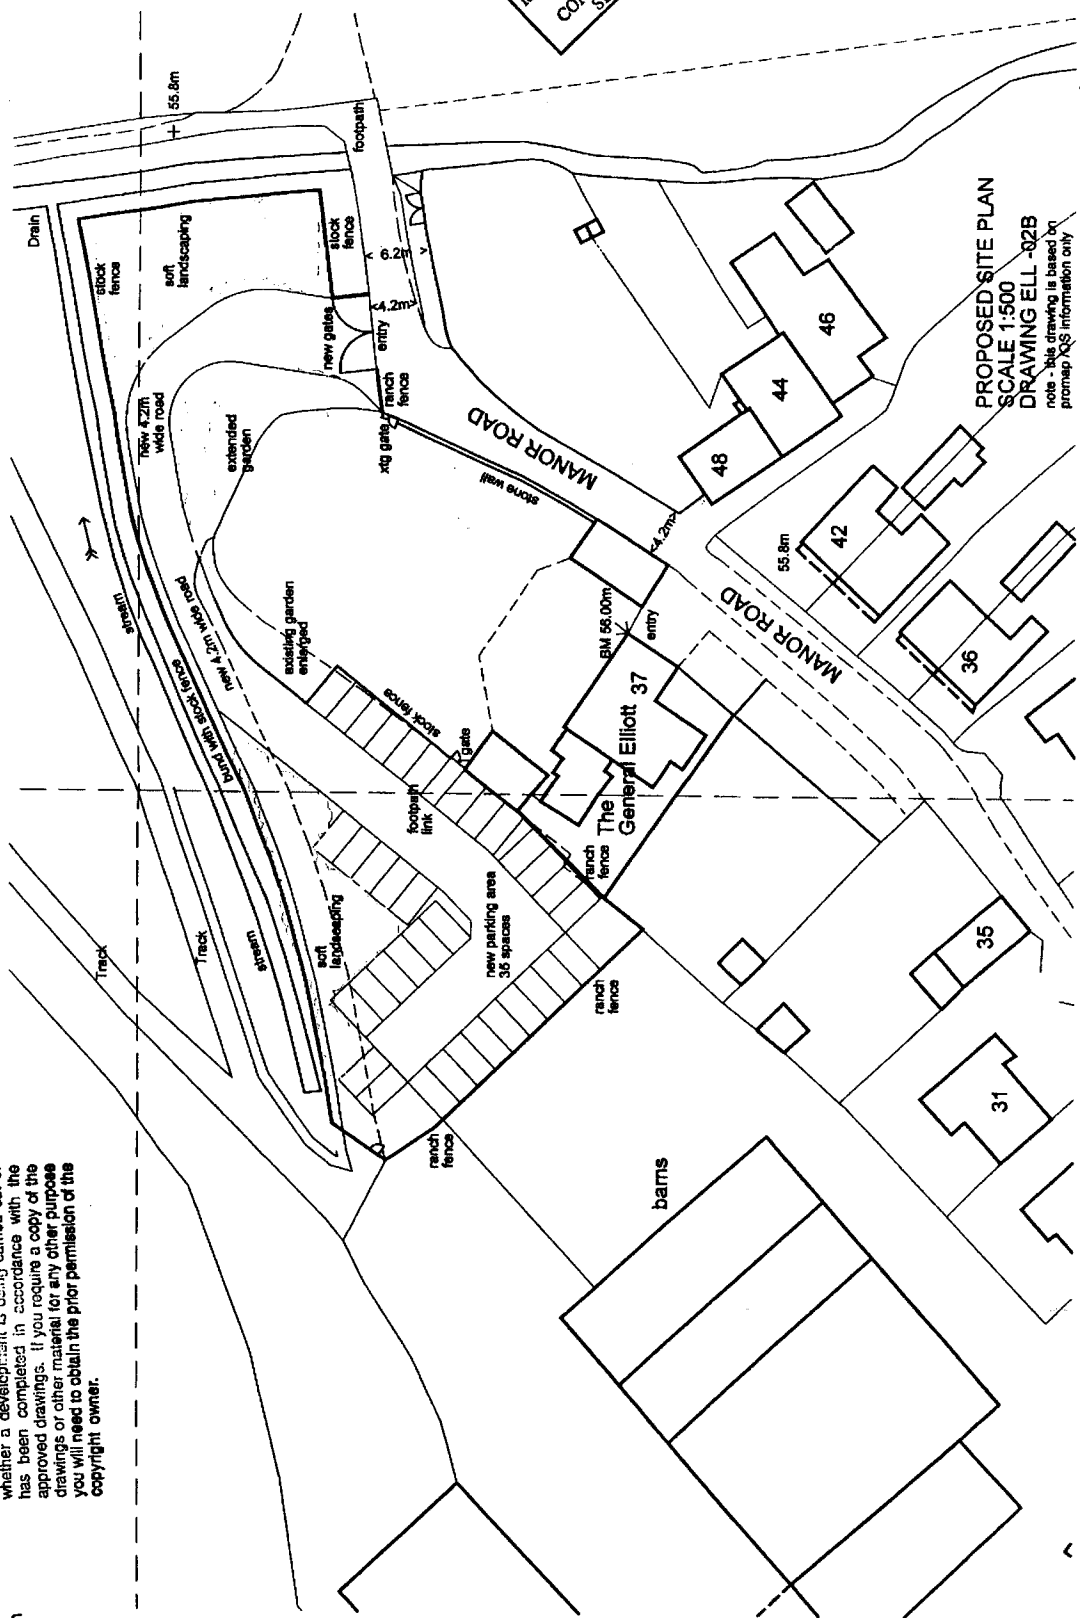 has been completed in accordance with the
approved drawings. If you require a copy of the
drawings or other material for any other purpose
you will need to obtain the prior permission of the
copyright owner.
Drain
stock
fence
soft
landscaping
55.8m
footpath
stock
fence
6.2m
4.2m
new gates
entry
ranch
fence
xtg gate
new 4.2m
wide road
extended
garden
MANOR ROAD
stone wall
stream
bund with stock fence
new 4.2m wide road
existing garden
enlarged
stock fence
gate
footpath
link
4.2m
BM 56.00m
entry
37
The
General Elliott
MANOR ROAD
48
44
46
42
55.8m
36
Track
Track
stream
soft
landscaping
new parking area
35 spaces
ranch
fence
ranch
fence
ranch
fence
barns
35
31
PROPOSED SITE PLAN
SCALE 1:500
DRAWING ELL -02B
note - this drawing is based on
promap /OS information only